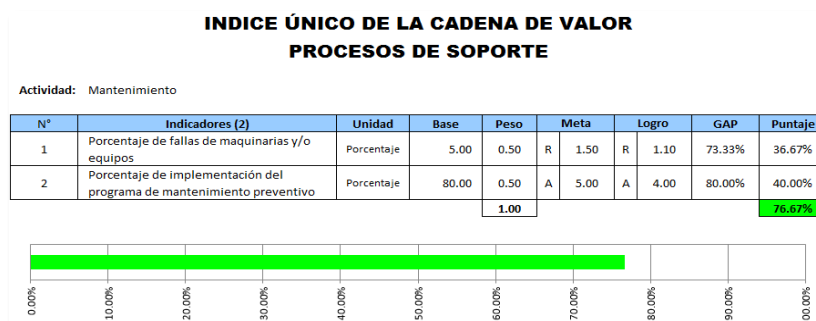 INDICE ÚNICO DE LA CADENA DE VALOR
PROCESOS DE SOPORTE
Actividad: Mantenimiento
N° Indicadores (2) Unidad Base Peso Meta Logro GAP Puntaje
1 Porcentaje de fallas de maquinarias y/o equipos Porcentaje 5.00 0.50 R 1.50 R 1.10 73.33% 36.67%
2 Porcentaje de implementación del programa de mantenimiento preventivo Porcentaje 80.00 0.50 A 5.00 A 4.00 80.00% 40.00%
1.00 76.67%
0.00% 10.00% 20.00% 30.00% 40.00% 50.00% 60.00% 70.00% 80.00% 90.00% 00.00%